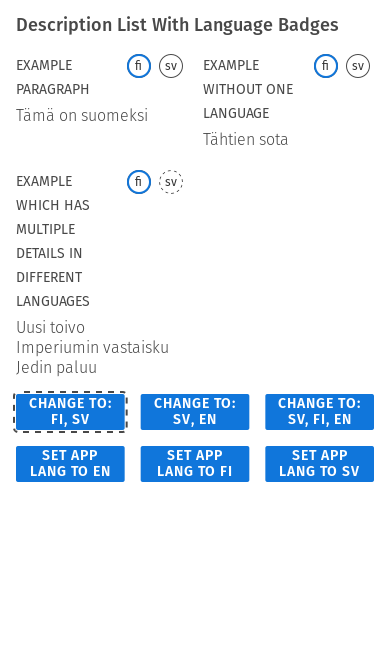 Description List With Language Badges
EXAMPLE PARAGRAPH
fi sv
Tämä on suomeksi
EXAMPLE WITHOUT ONE LANGUAGE
fi sv
Tähtien sota
EXAMPLE
WHICH HAS
MULTIPLE
DETAILS IN
DIFFERENT
LANGUAGES
fi sv
Uusi toivo
Imperiumin vastaisku
Jedin paluu
CHANGE TO:
FI, SV
CHANGE TO:
SV, EN
CHANGE TO:
SV, FI, EN
SET APP
LANG TO EN
SET APP
LANG TO FI
SET APP
LANG TO SV